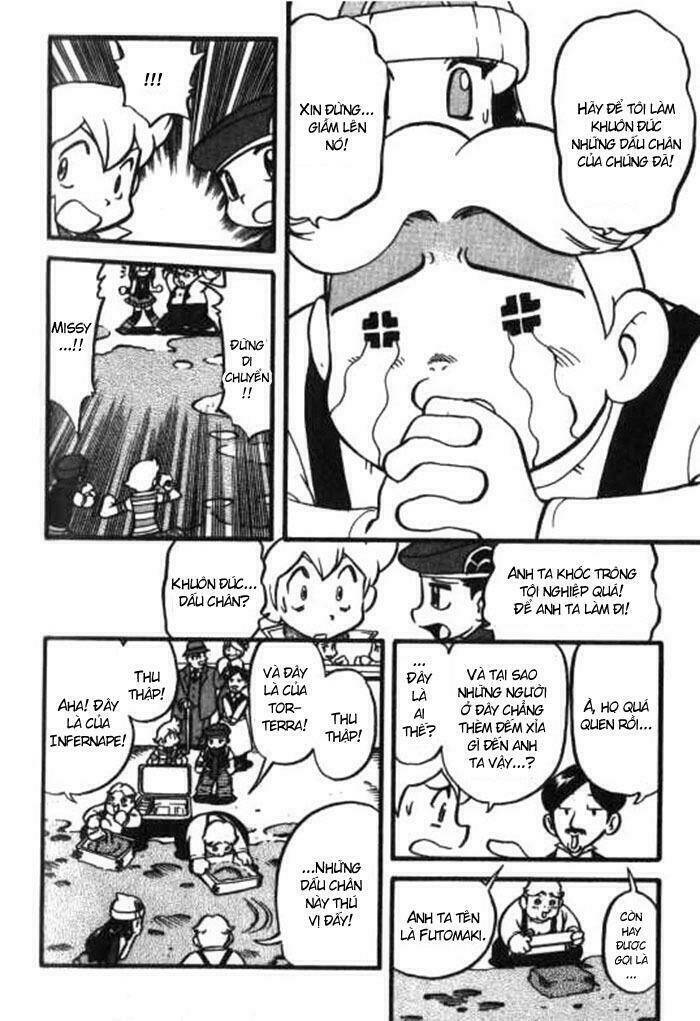 HÃY ĐỂ TÔI LÀM
KHUÔN ĐÚC
NHỮNG DẤU CHÂN
CỦA CHÚNG ĐÃ!
XIN ĐỪNG...
GIẪM LÊN
NÓ!
!!!
ĐỪNG
DI
CHUYỂN
!!
MISSY
...!!
ANH TA KHÓC TRÔNG
TỘI NGHIỆP QUÁ!
ĐỂ ANH TA LÀM ĐI!
KHUÔN ĐÚC...
DẤU CHÂN?
À, HỌ QUÁ
QUEN RỒI...
VÀ TẠI SAO
NHỮNG NGƯỜI
Ở ĐÂY CHẲNG
THÈM ĐẾM XỈA
GÌ ĐẾN ANH
TA VẬY...?
...
ĐÂY
LÀ AI
THẾ?
CÒN
HAY
ĐƯỢC
GỌI LÀ
...
ANH TA TÊN
LÀ FUTOMAKI.
THU
THẬP!
VÀ ĐÂY
LÀ CỦA
TOR-
TERRA!
THU
THẬP!
AHA! ĐÂY
LÀ CỦA
INFERNAPE!
...NHỮNG
DẤU CHÂN
NÀY THÚ
VỊ ĐẤY!